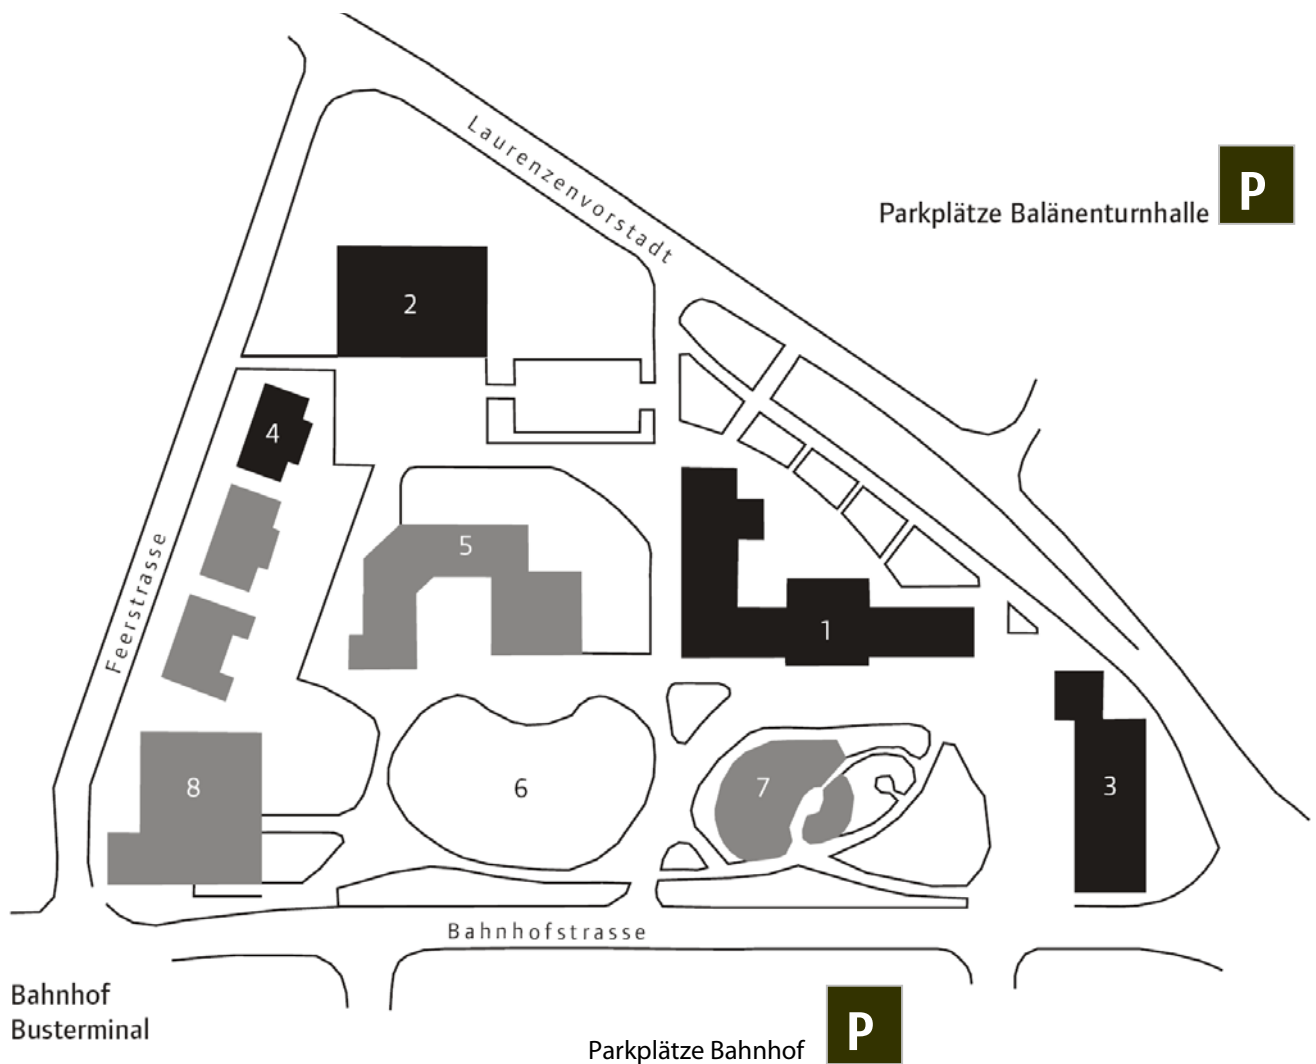 Laurenzenvorstadt
P
Parkplätze Balänenturnhalle
2
4
5
Feerstrasse
1
8
6
7
3
Bahnhofstrasse
Bahnhof
Busterminal
P
Parkplätze Bahnhof